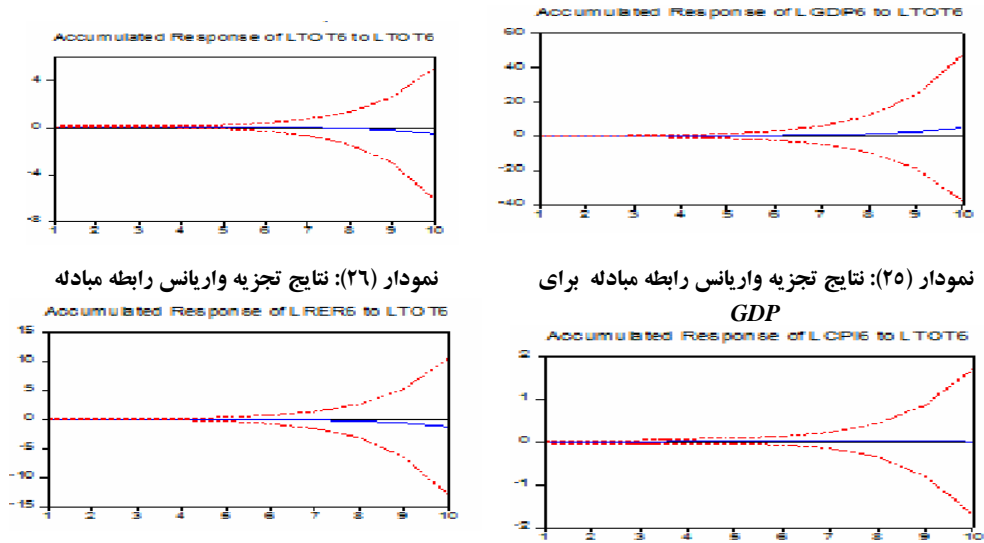 Accumulated Response of LTOT6 to LTOT6
4
0
-4
-8
1 2 3 4 5 6 7 8 9 10
Accumulated Response of LGDP6 to LTOT6
60
40
20
0
-20
-40
1 2 3 4 5 6 7 8 9 10
نمودار (٢٥): نتایج تجزیه واریانس رابطه مبادله برای
GDP
نمودار (٢٦): نتایج تجزیه واریانس رابطه مبادله
Accumulated Response of LRER6 to LTOT6
15
10
5
0
-5
-10
-15
1 2 3 4 5 6 7 8 9 10
Accumulated Response of LCPI6 to LTOT6
2
1
0
-1
-2
1 2 3 4 5 6 7 8 9 10